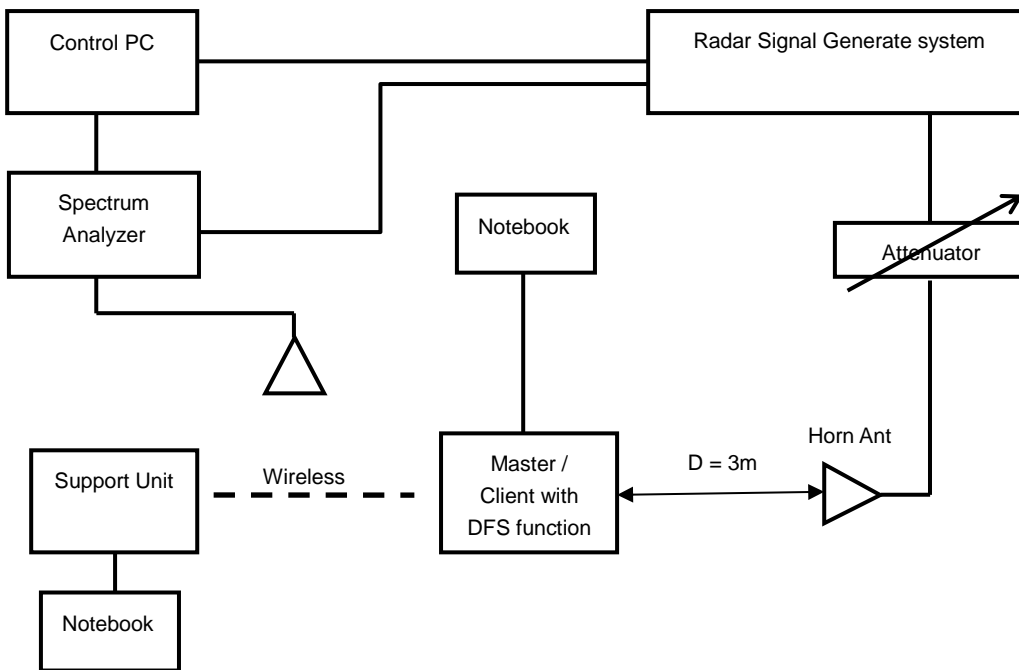 Control PC
Radar Signal Generate system
Spectrum
Analyzer
Notebook
Attenuator
Horn Ant
D = 3m
Master /
Client with
DFS function
Wireless
Support Unit
Notebook